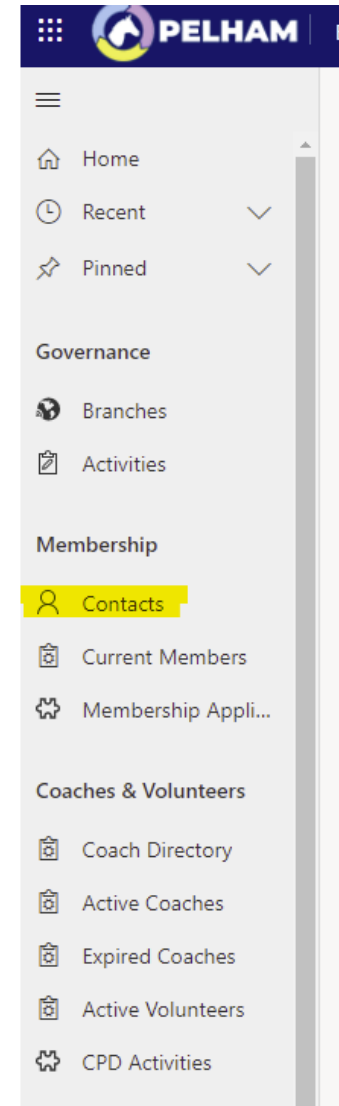 PELHAM
Home
Recent
Pinned
Governance
Branches
Activities
Membership
Contacts
Current Members
Membership Appli...
Coaches & Volunteers
Coach Directory
Active Coaches
Expired Coaches
Active Volunteers
CPD Activities